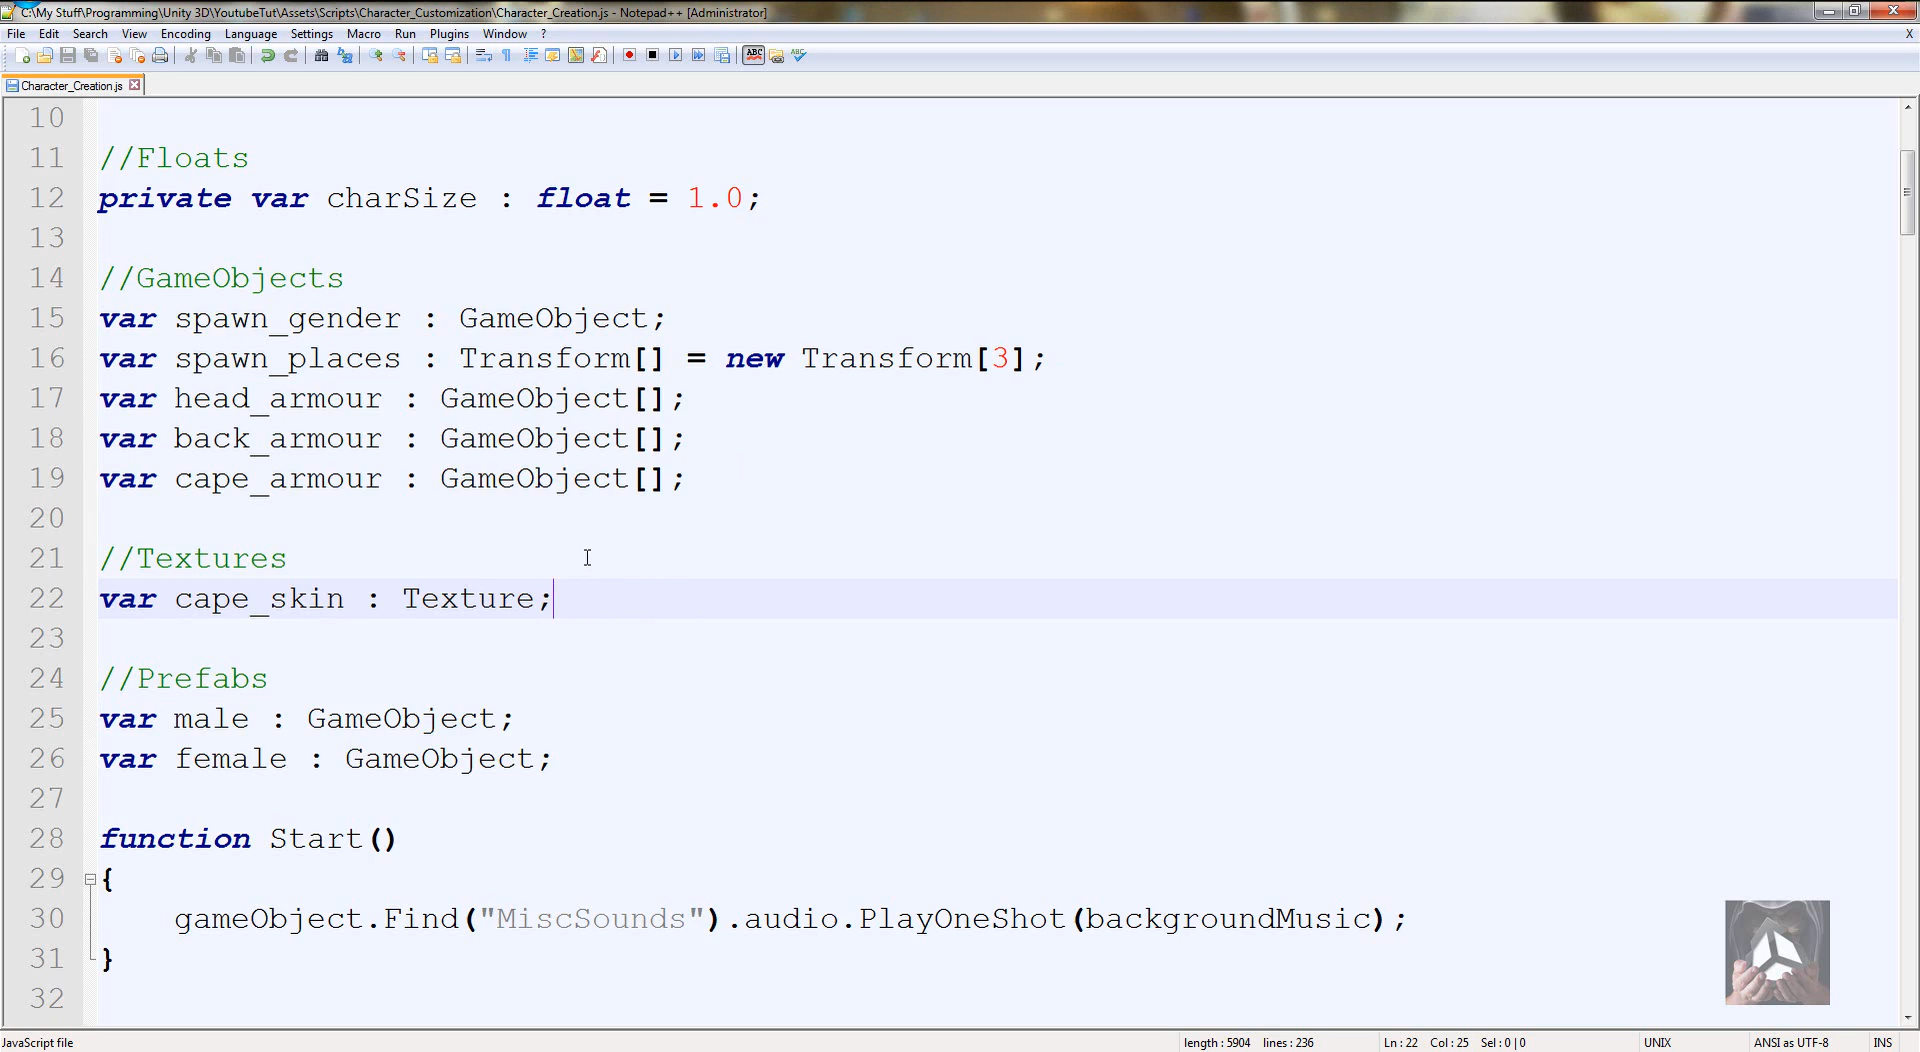 C:\My Stuff\Programming\Unity 3D\YoutubeTut\Assets\Scripts\Character_Customization\Character_Creation.js - Notepad++ [Administrator]
File Edit Search View Encoding Language Settings Macro Run Plugins Window ? X
Character_Creation.js
10
11 //Floats
12 private var charSize : float = 1.0;
13
14 //GameObjects
15 var spawn_gender : GameObject;
16 var spawn_places : Transform[] = new Transform[3];
17 var head_armour : GameObject[];
18 var back_armour : GameObject[];
19 var cape_armour : GameObject[];
20
21 //Textures
22 var cape_skin : Texture;
23
24 //Prefabs
25 var male : GameObject;
26 var female : GameObject;
27
28 function Start()
29 {
30 gameObject.Find("MiscSounds").audio.PlayOneShot(backgroundMusic);
31 }
32
JavaScript file length : 5904 lines : 236 Ln : 22 Col : 25 Sel : 0 | 0 UNIX ANSI as UTF-8 INS